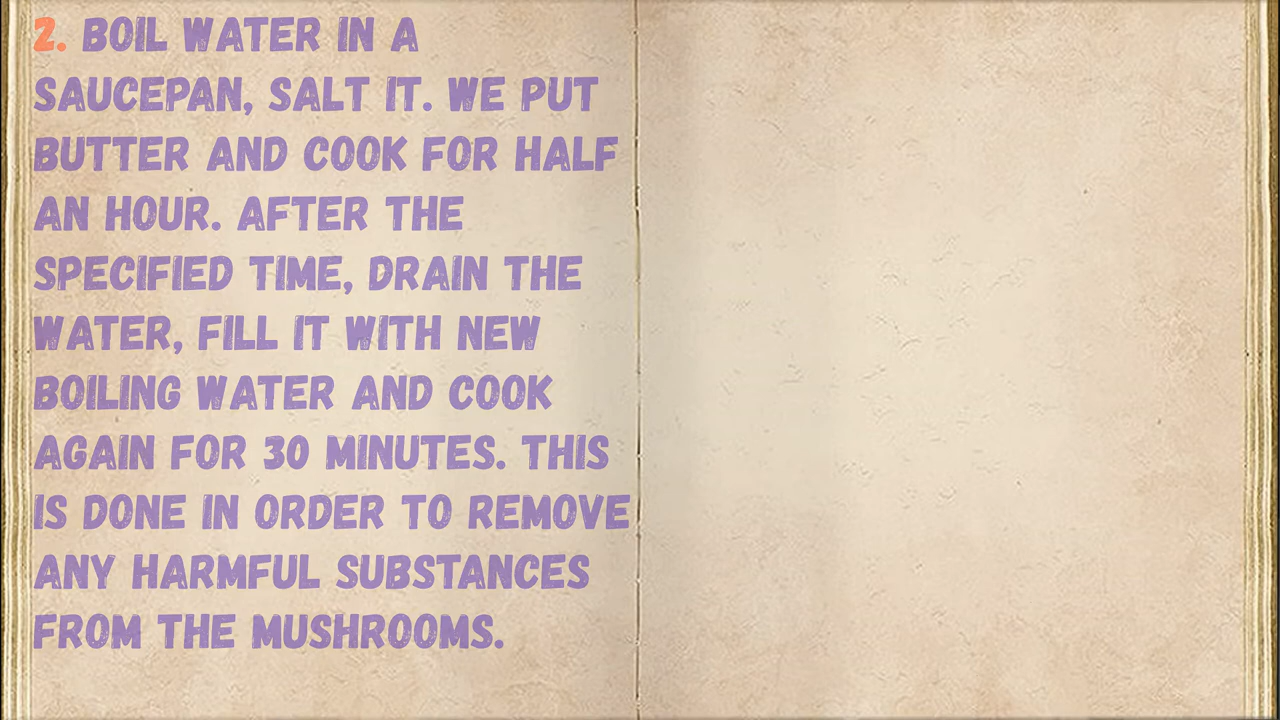 2. BOIL WATER IN A
SAUCEPAN, SALT IT. WE PUT
BUTTER AND COOK FOR HALF
AN HOUR. AFTER THE
SPECIFIED TIME, DRAIN THE
WATER, FILL IT WITH NEW
BOILING WATER AND COOK
AGAIN FOR 30 MINUTES. THIS
IS DONE IN ORDER TO REMOVE
ANY HARMFUL SUBSTANCES
FROM THE MUSHROOMS.